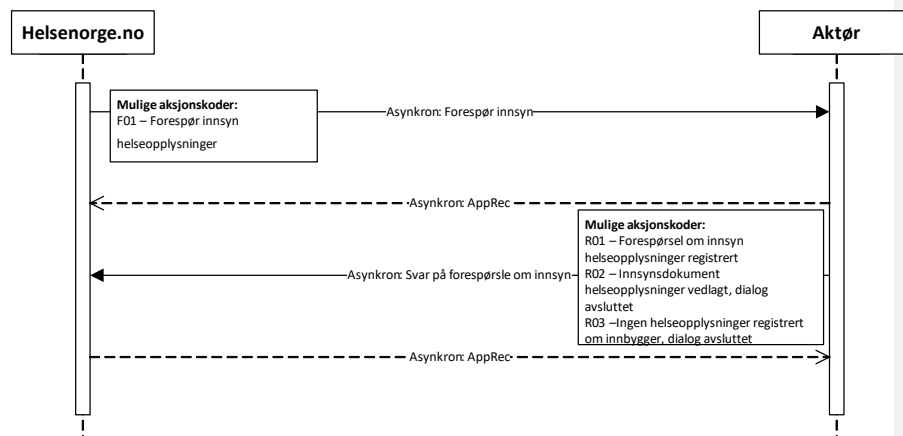 Helsenorge.no
Aktør
Mulige aksjonskoder:
F01 – Forespør innsyn
helseopplysninger
Asynkron: Forespør innsyn
Asynkron: AppRec
Mulige aksjonskoder:
R01 – Forespørsel om innsyn
helseopplysninger registrert
R02 – Innsynsdokument
helseopplysninger vedlagt, dialog
avsluttet
R03 –Ingen helseopplysninger registrert
om innbygger, dialog avsluttet
Asynkron: Svar på forespørsle om innsyn
Asynkron: AppRec